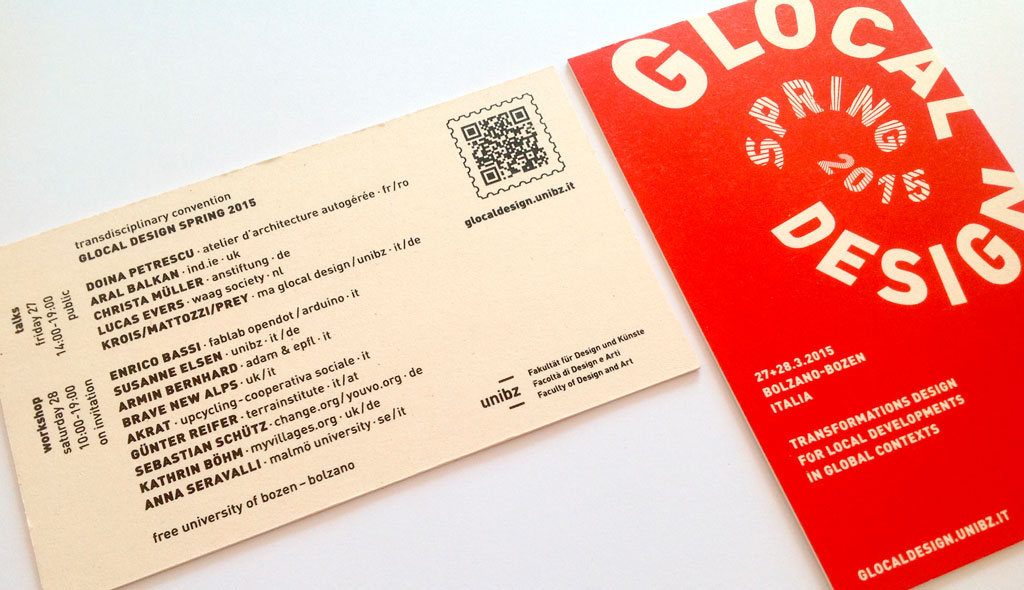 transdisciplinary convention
GLOCAL DESIGN SPRING 2015
talks
friday 27
14:00-19:00
public
DOINA PETRESCU · atelier d'architecture autogérée · fr/ro
ARAL BALKAN · ind.ie · uk
CHRISTA MÜLLER · anstiftung · de
LUCAS EVERS · waag society · nl
KROIS/MATTOZZI/PREY · ma glocal design/unibz · it/de
workshop
saturday 28
10:00-19:00
on invitation
ENRICO BASSI · fablab opendot/arduino · it
SUSANNE ELSEN · unibz · it/de
ARMIN BERNHARD · adam & epfl · it
BRAVE NEW ALPS · uk/it
AKRAT · upcycling-cooperativa sociale · it
GÜNTER REIFER · terrainstitute · it/at
SEBASTIAN SCHÜTZ · change.org/youvo.org · de
KATHRIN BÖHM · myvillages.org · uk/de
ANNA SERAVALLI · malmö university · se/it
free university of bozen – bolzano
glocaldesign.unibz.it
unibz
Fakultät für Design und Künste
Facoltà di Design e Arti
Faculty of Design and Art
GLOCAL
DESIGN
SPRING
2015
27+28.3.2015
BOLZANO-BOZEN
ITALIA
TRANSFORMATIONS DESIGN
FOR LOCAL DEVELOPMENTS
IN GLOBAL CONTEXTS
GLOCALDESIGN.UNIBZ.IT